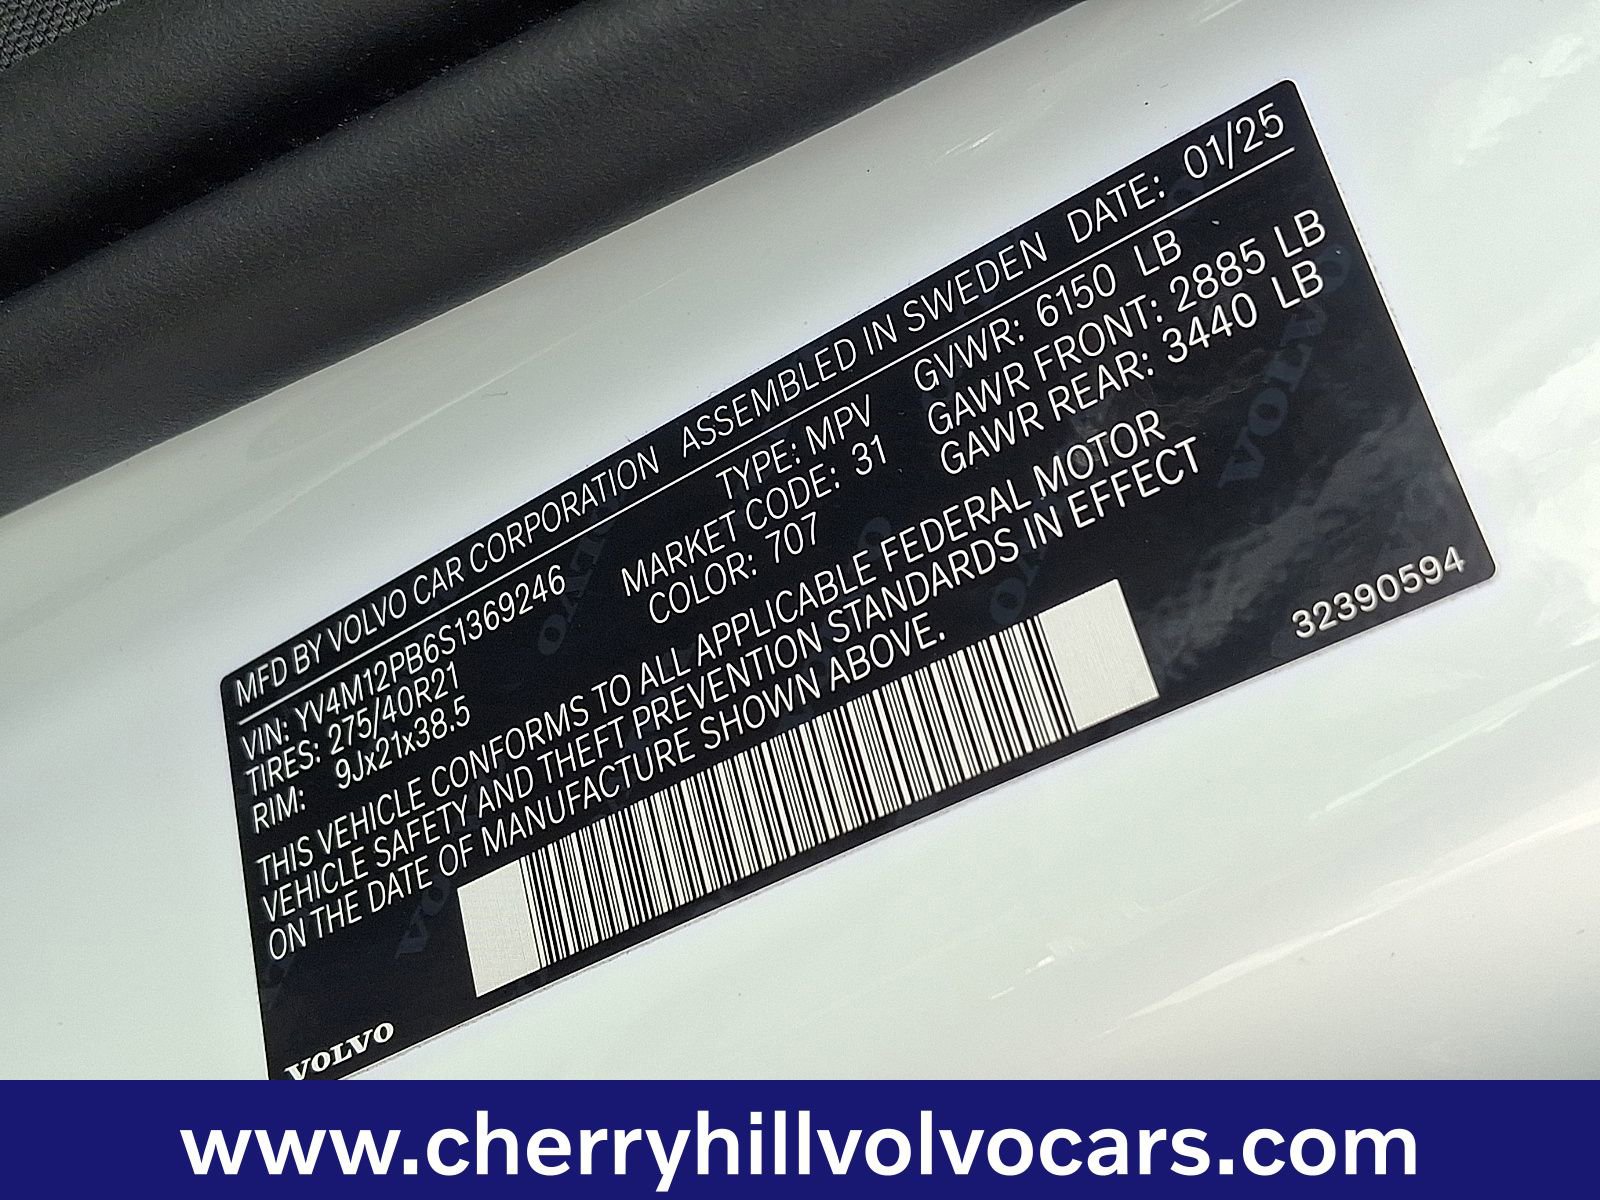 MFD BY VOLVO CAR CORPORATION ASSEMBLED IN SWEDEN DATE: 01/25
VIN: YV4M12PB6S1369246 TYPE: MPV GVWR: 6150 LB
TIRES: 275/40R21 MARKET CODE: 31 GAWR FRONT: 2885 LB
RIM: 9Jx21x38.5 COLOR: 707 GAWR REAR: 3440 LB
THIS VEHICLE CONFORMS TO ALL APPLICABLE FEDERAL MOTOR
VEHICLE SAFETY AND THEFT PREVENTION STANDARDS IN EFFECT
ON THE DATE OF MANUFACTURE SHOWN ABOVE.
32390594
VOLVO
www.cherryhillvolvocars.com